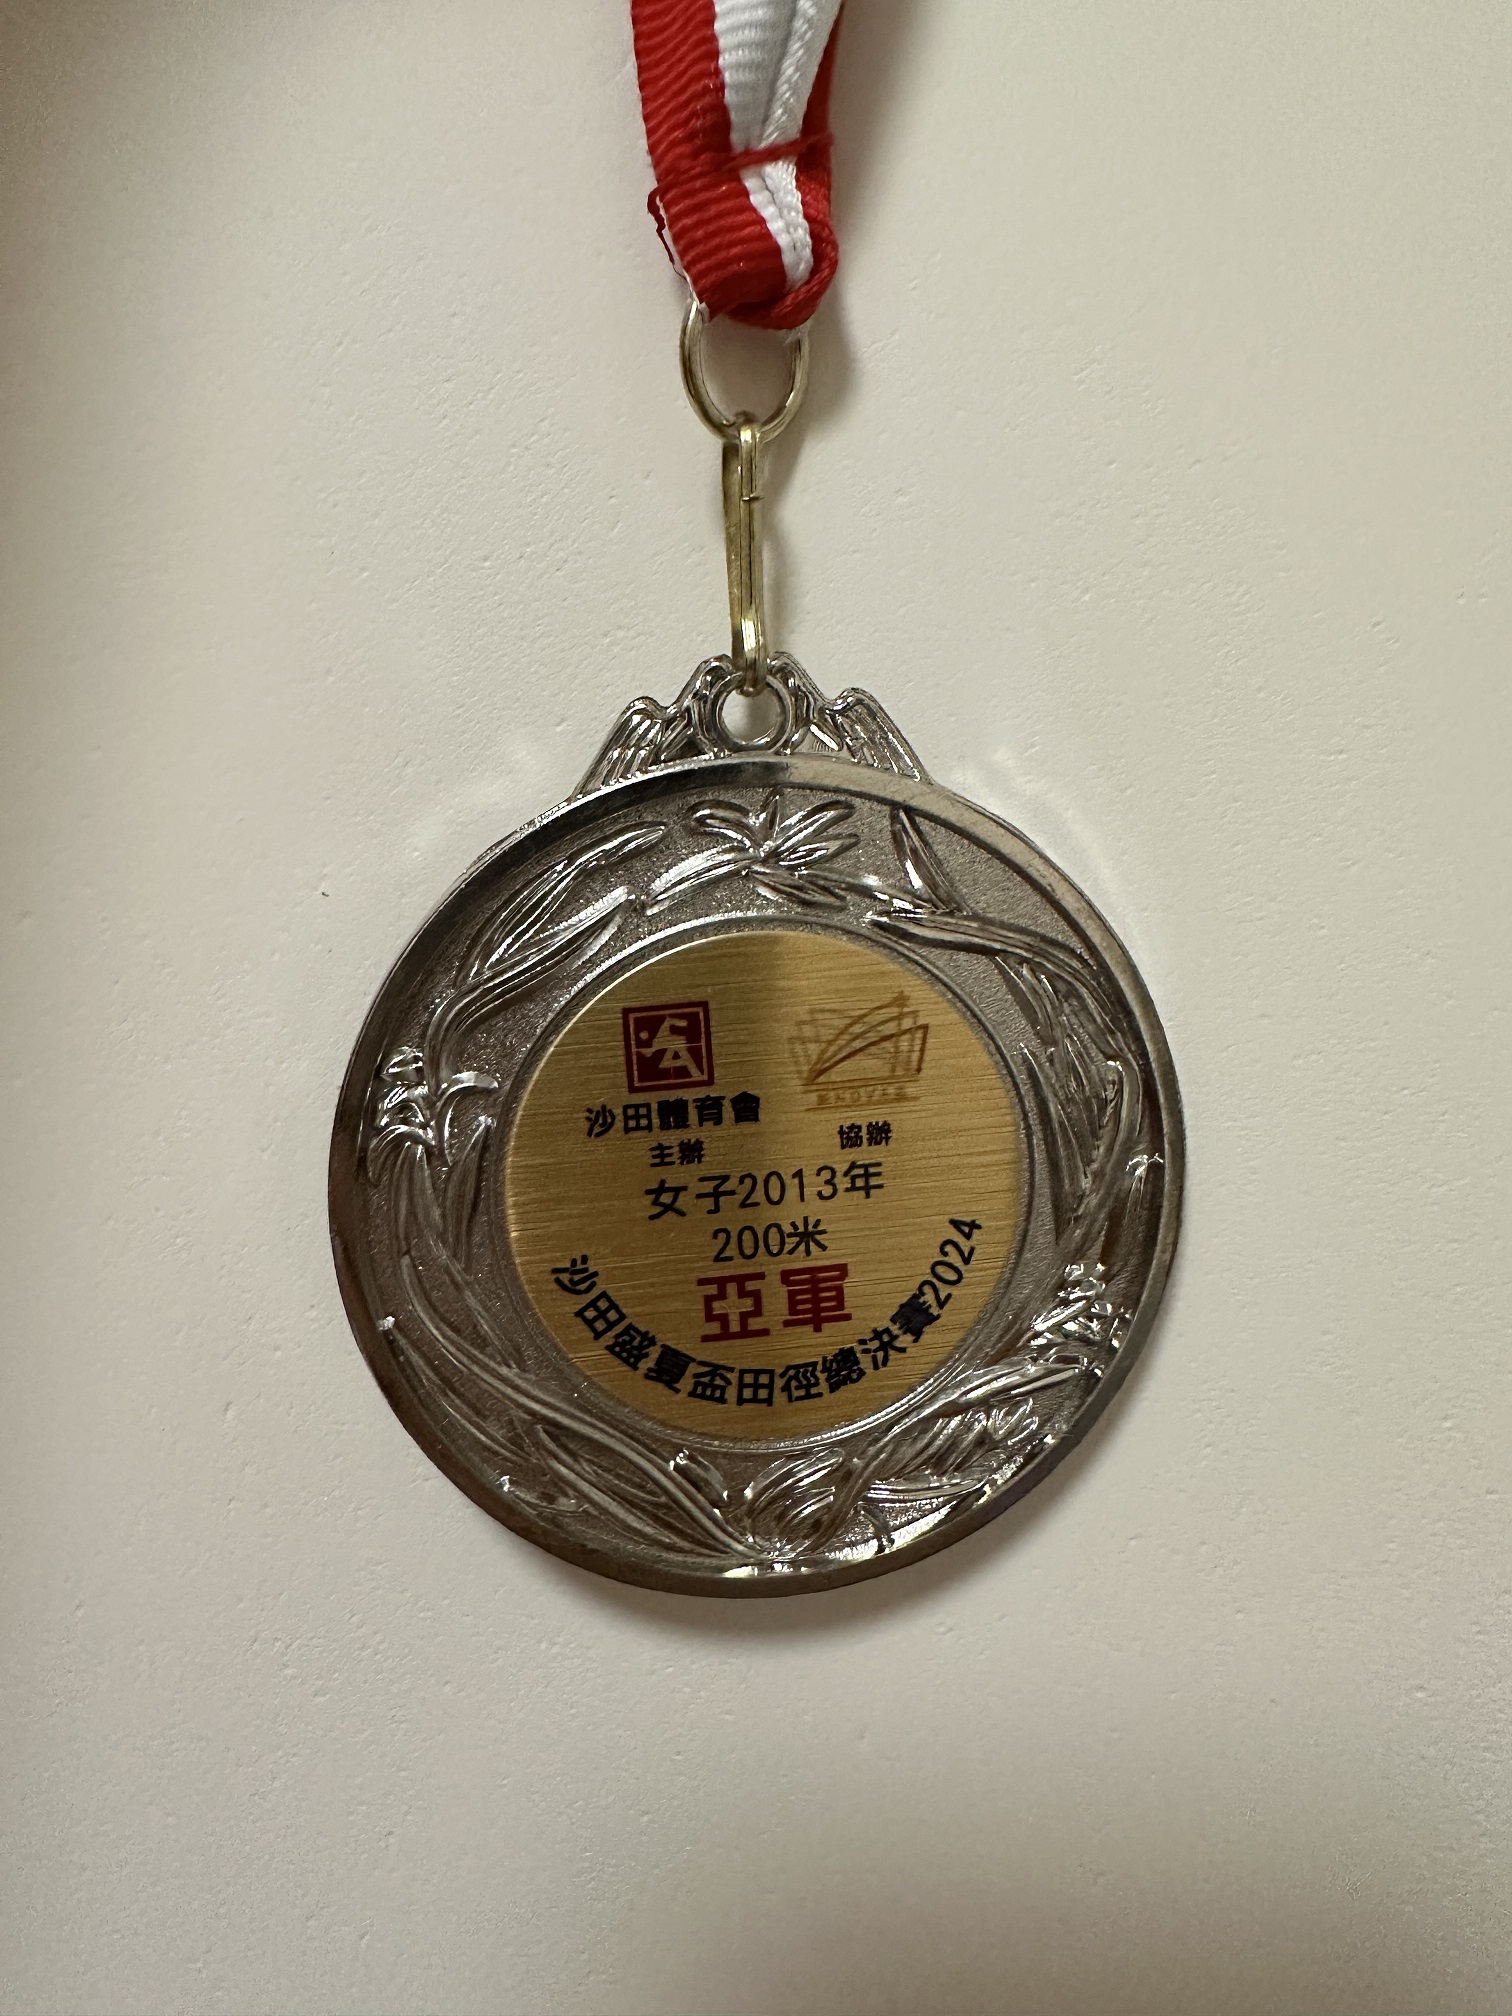 沙田體育會
主辦
協辦
女子2013年
200米
亞軍
沙田盛夏盃田徑總決賽2024